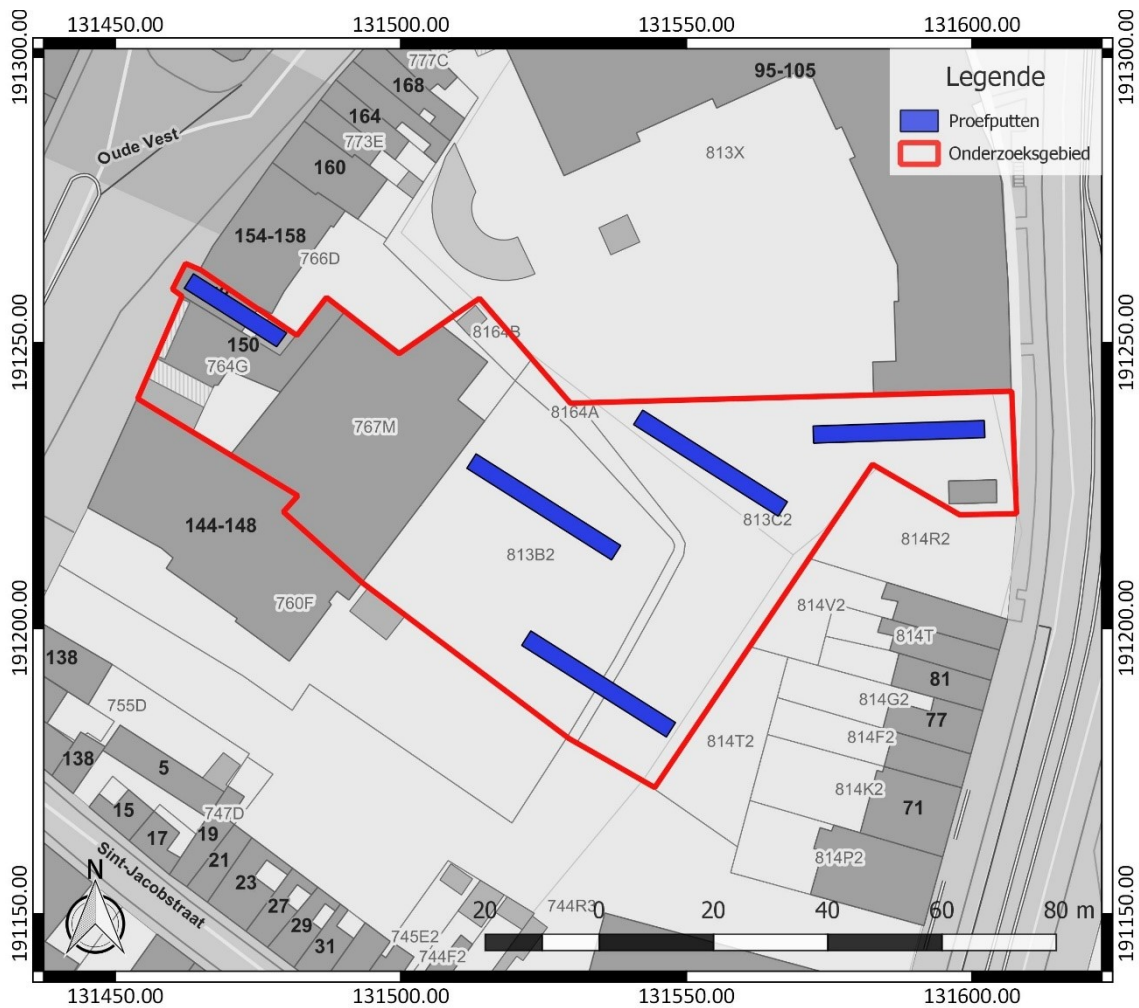 131450.00 131500.00 131550.00 131600.00
191300.00 191300.00
777C
168
95-105
Legende
Proefputten
Onderzoeksgebied
164
773E
Oude Vest
813X
160
154-158
766D
191250.00 191250.00
8164B
150
764G
8164A
767M
813C2
144-148
814R2
813B2
760F
814V2
191200.00 191200.00
814T
138
81
814G2
755D
77
814F2
814T2
138
5
814K2
15
747D
71
17
19
21
814P2
Sint-Jacobstraat
23
N
27
744R3
191150.00 191150.00
20 0 20 40 60 80 m
29
745E2
31
744F2
131450.00 131500.00 131550.00 131600.00